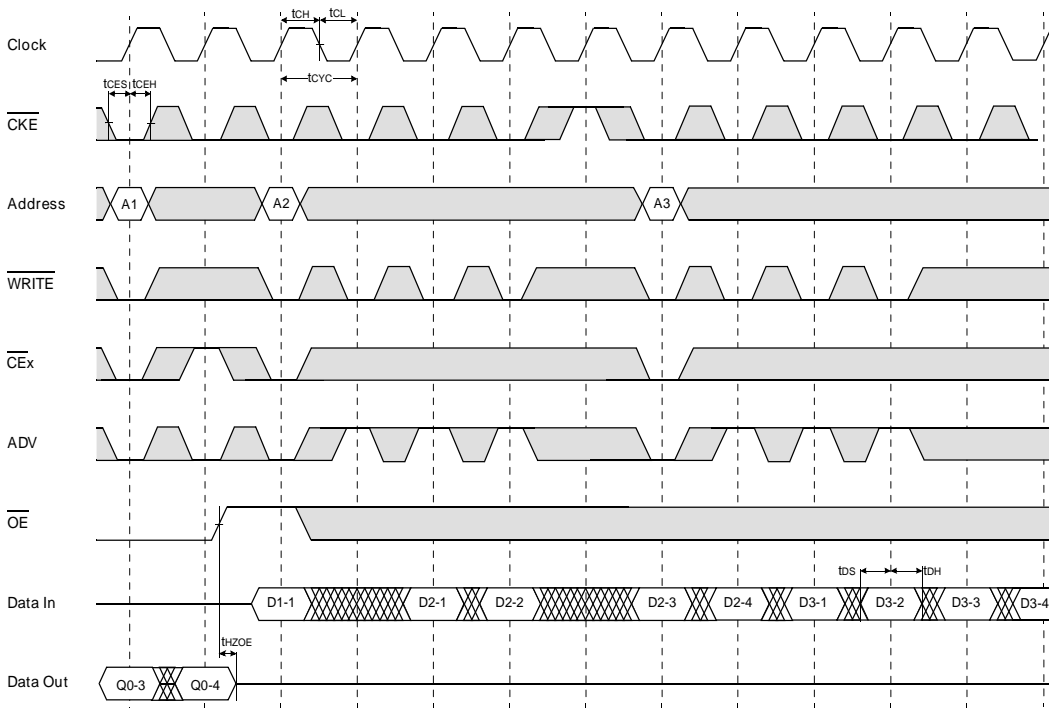 tCH tCL
Clock
tCYC
tCES tCEH
CKE
Address A1 A2 A3
WRITE
CEx
ADV
OE
tDS tDH
Data In D1-1 D2-1 D2-2 D2-3 D2-4 D3-1 D3-2 D3-3 D3-4
tHZOE
Data Out Q0-3 Q0-4